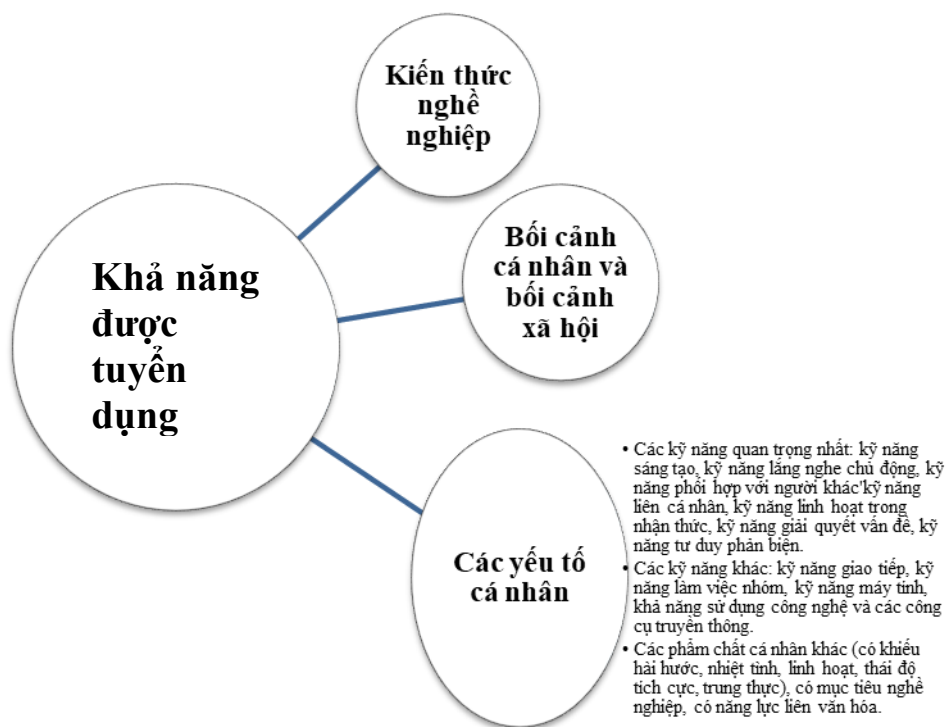 Kiến thức
nghề
nghiệp
Khả năng
được
tuyển
dụng
Bối cảnh
cá nhân và
bối cảnh
xã hội
Các yếu tố
cá nhân
• Các kỹ năng quan trọng nhất: kỹ năng
sáng tạo, kỹ năng lắng nghe chủ động, kỹ
năng phối hợp với người khác'kỹ năng
liên cá nhân, kỹ năng linh hoạt trong
nhận thức, kỹ năng giải quyết vấn đề, kỹ
năng tư duy phản biện.
• Các kỹ năng khác: kỹ năng giao tiếp, kỹ
năng làm việc nhóm, kỹ năng máy tính,
khả năng sử dụng công nghệ và các công
cụ truyền thông.
• Các phẩm chất cá nhân khác (có khiếu
hài hước, nhiệt tình, linh hoạt, thái độ
tích cực, trung thực), có mục tiêu nghề
nghiệp, có năng lực liên văn hóa.